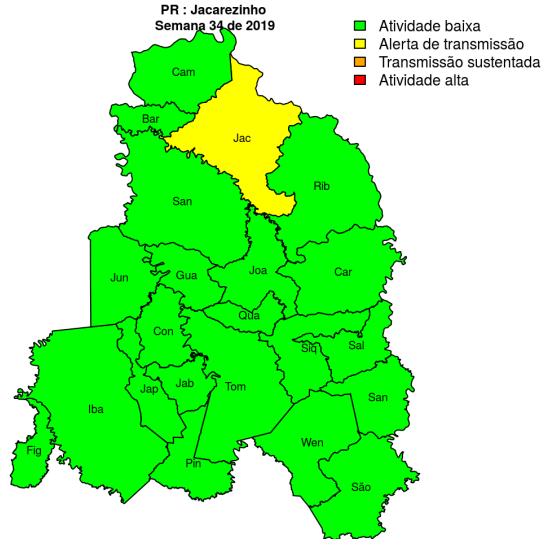 PR : Jacarezinho
Semana 34 de 2019
Atividade baixa
Alerta de transmissão
Transmissão sustentada
Atividade alta
Cam
Bar
Jac
Rib
San
Jun
Gua
Joa
Car
Qua
Con
Siq
Sal
Jap
Jab
Tom
San
Iba
Wen
Fig
Pin
São